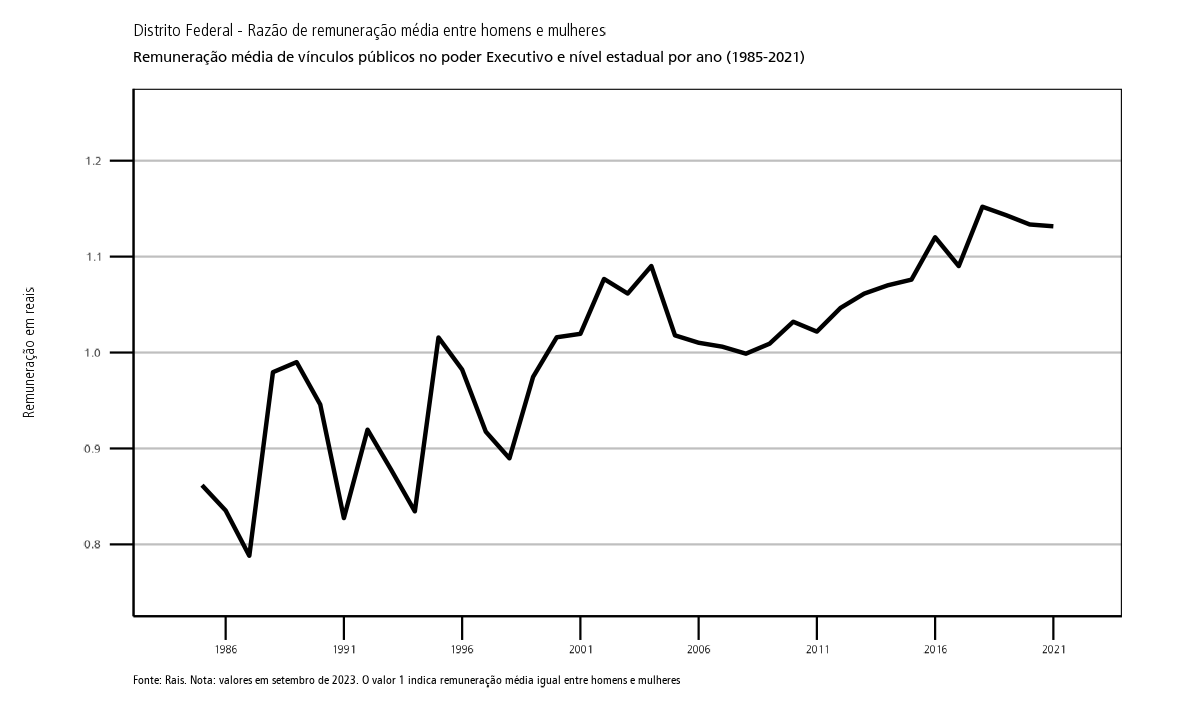 Distrito Federal - Razão de remuneração média entre homens e mulheres
Remuneração média de vínculos públicos no poder Executivo e nível estadual por ano (1985-2021)
Remuneração em reais
1.2
1.1
1.0
0.9
0.8
1986 1991 1996 2001 2006 2011 2016 2021
Fonte: Rais. Nota: valores em setembro de 2023. O valor 1 indica remuneração média igual entre homens e mulheres